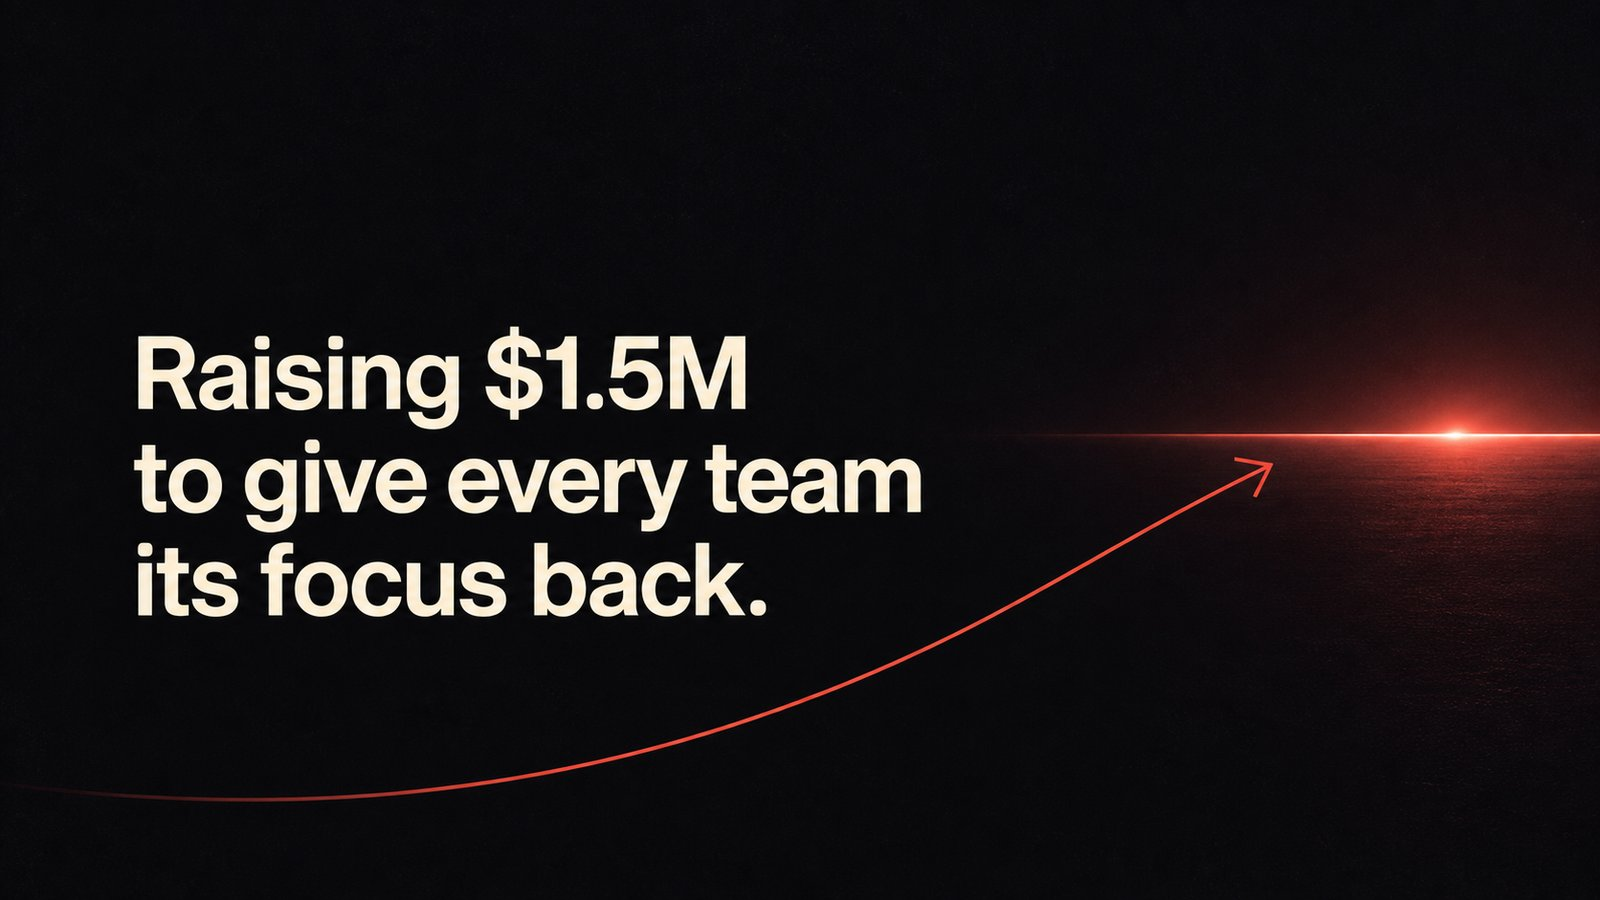 Raising $1.5M
to give every team
its focus back.